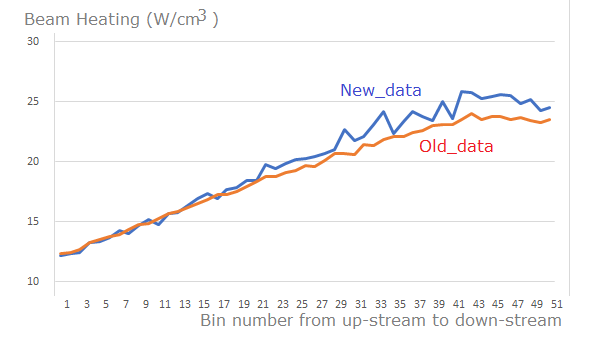 Beam Heating (W/cm3 )
30
New_data
25
Old_data
20
15
10
1 3 5 7 9 11 13 15 17 19 21 23 25 27 29 31 33 35 37 39 41 43 45 47 49 51
Bin number from up-stream to down-stream